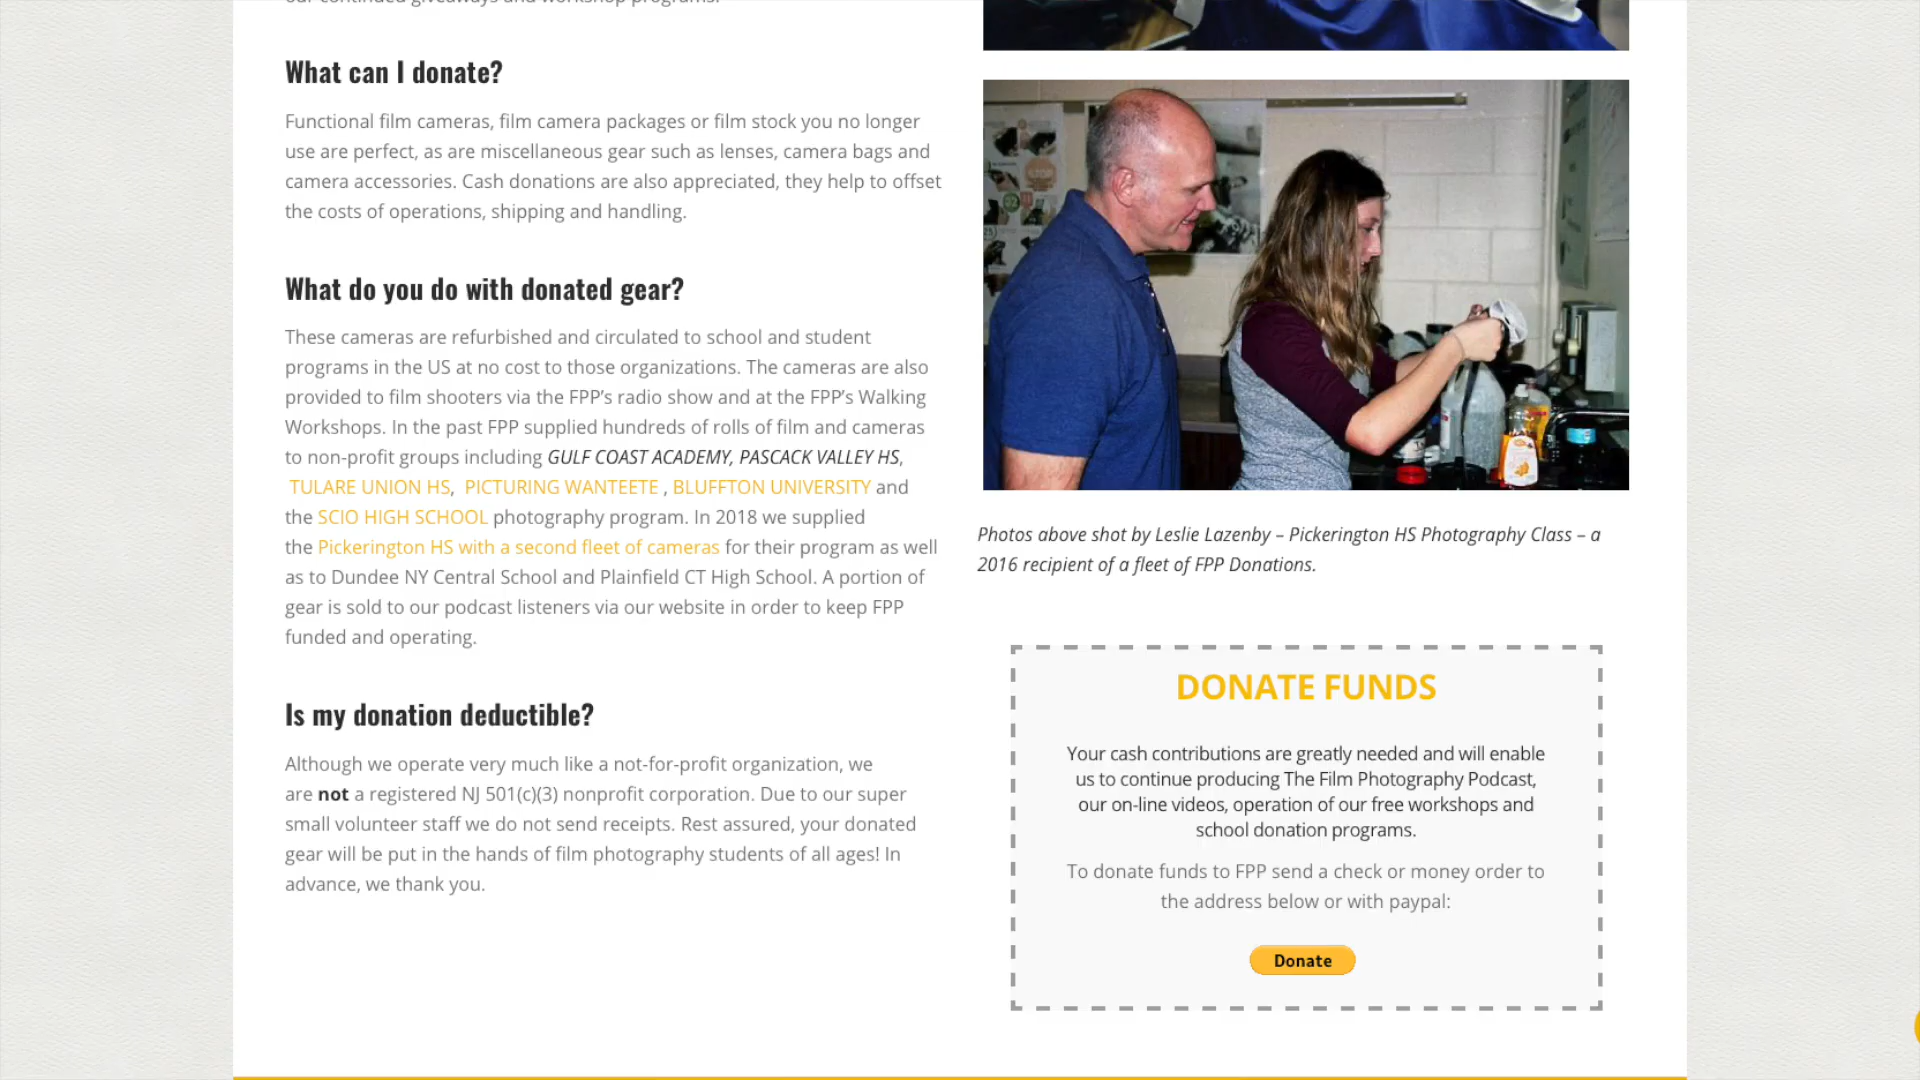 our continued giveaways and workshop programs.
What can I donate?
Functional film cameras, film camera packages or film stock you no longer
use are perfect, as are miscellaneous gear such as lenses, camera bags and
camera accessories. Cash donations are also appreciated, they help to offset
the costs of operations, shipping and handling.
What do you do with donated gear?
These cameras are refurbished and circulated to school and student
programs in the US at no cost to those organizations. The cameras are also
provided to film shooters via the FPP’s radio show and at the FPP’s Walking
Workshops. In the past FPP supplied hundreds of rolls of film and cameras
to non-profit groups including GULF COAST ACADEMY, PASCACK VALLEY HS,
TULARE UNION HS, PICTURING WANTEETE , BLUFFTON UNIVERSITY and
the SCIO HIGH SCHOOL photography program. In 2018 we supplied
the Pickerington HS with a second fleet of cameras for their program as well
as to Dundee NY Central School and Plainfield CT High School. A portion of
gear is sold to our podcast listeners via our website in order to keep FPP
funded and operating.
Is my donation deductible?
Although we operate very much like a not-for-profit organization, we
are not a registered NJ 501(c)(3) nonprofit corporation. Due to our super
small volunteer staff we do not send receipts. Rest assured, your donated
gear will be put in the hands of film photography students of all ages! In
advance, we thank you.
Photos above shot by Leslie Lazenby – Pickerington HS Photography Class – a
2016 recipient of a fleet of FPP Donations.
DONATE FUNDS
Your cash contributions are greatly needed and will enable
us to continue producing The Film Photography Podcast,
our on-line videos, operation of our free workshops and
school donation programs.
To donate funds to FPP send a check or money order to
the address below or with paypal:
Donate